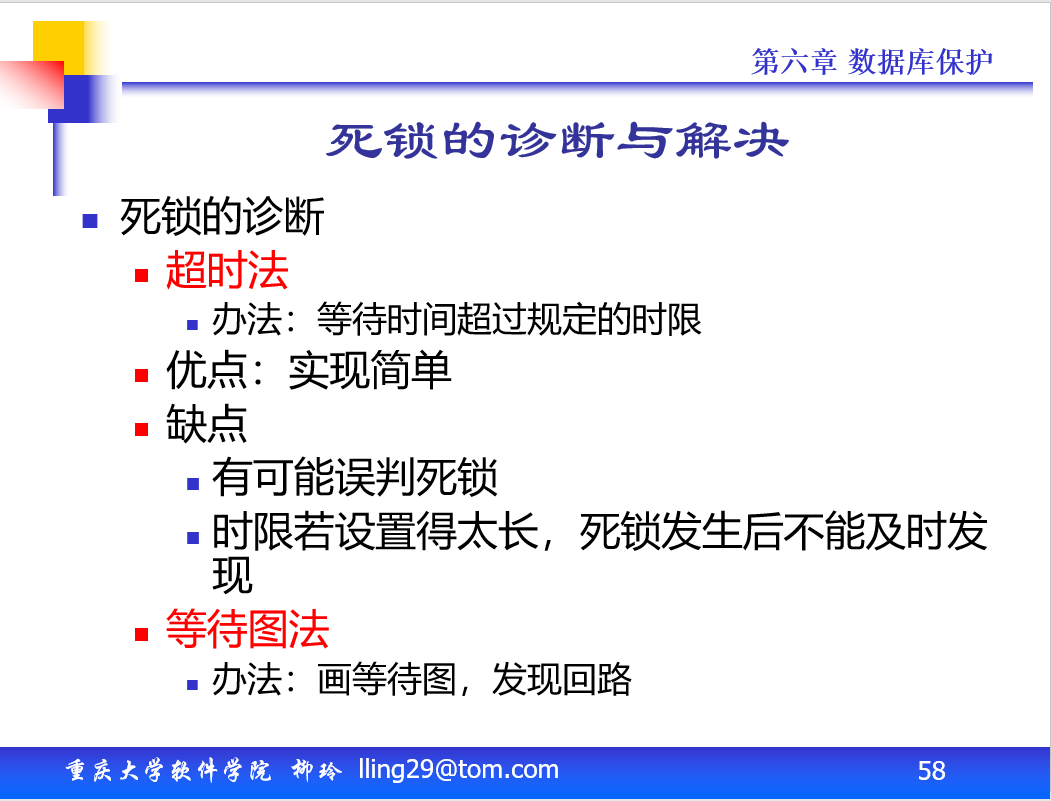 第六章 数据库保护
死锁的诊断与解决
死锁的诊断
超时法
办法：等待时间超过规定的时限
优点：实现简单
缺点
有可能误判死锁
时限若设置得太长，死锁发生后不能及时发
现
等待图法
办法：画等待图，发现回路
重庆大学软件学院 柳玲 lling29@tom.com
58